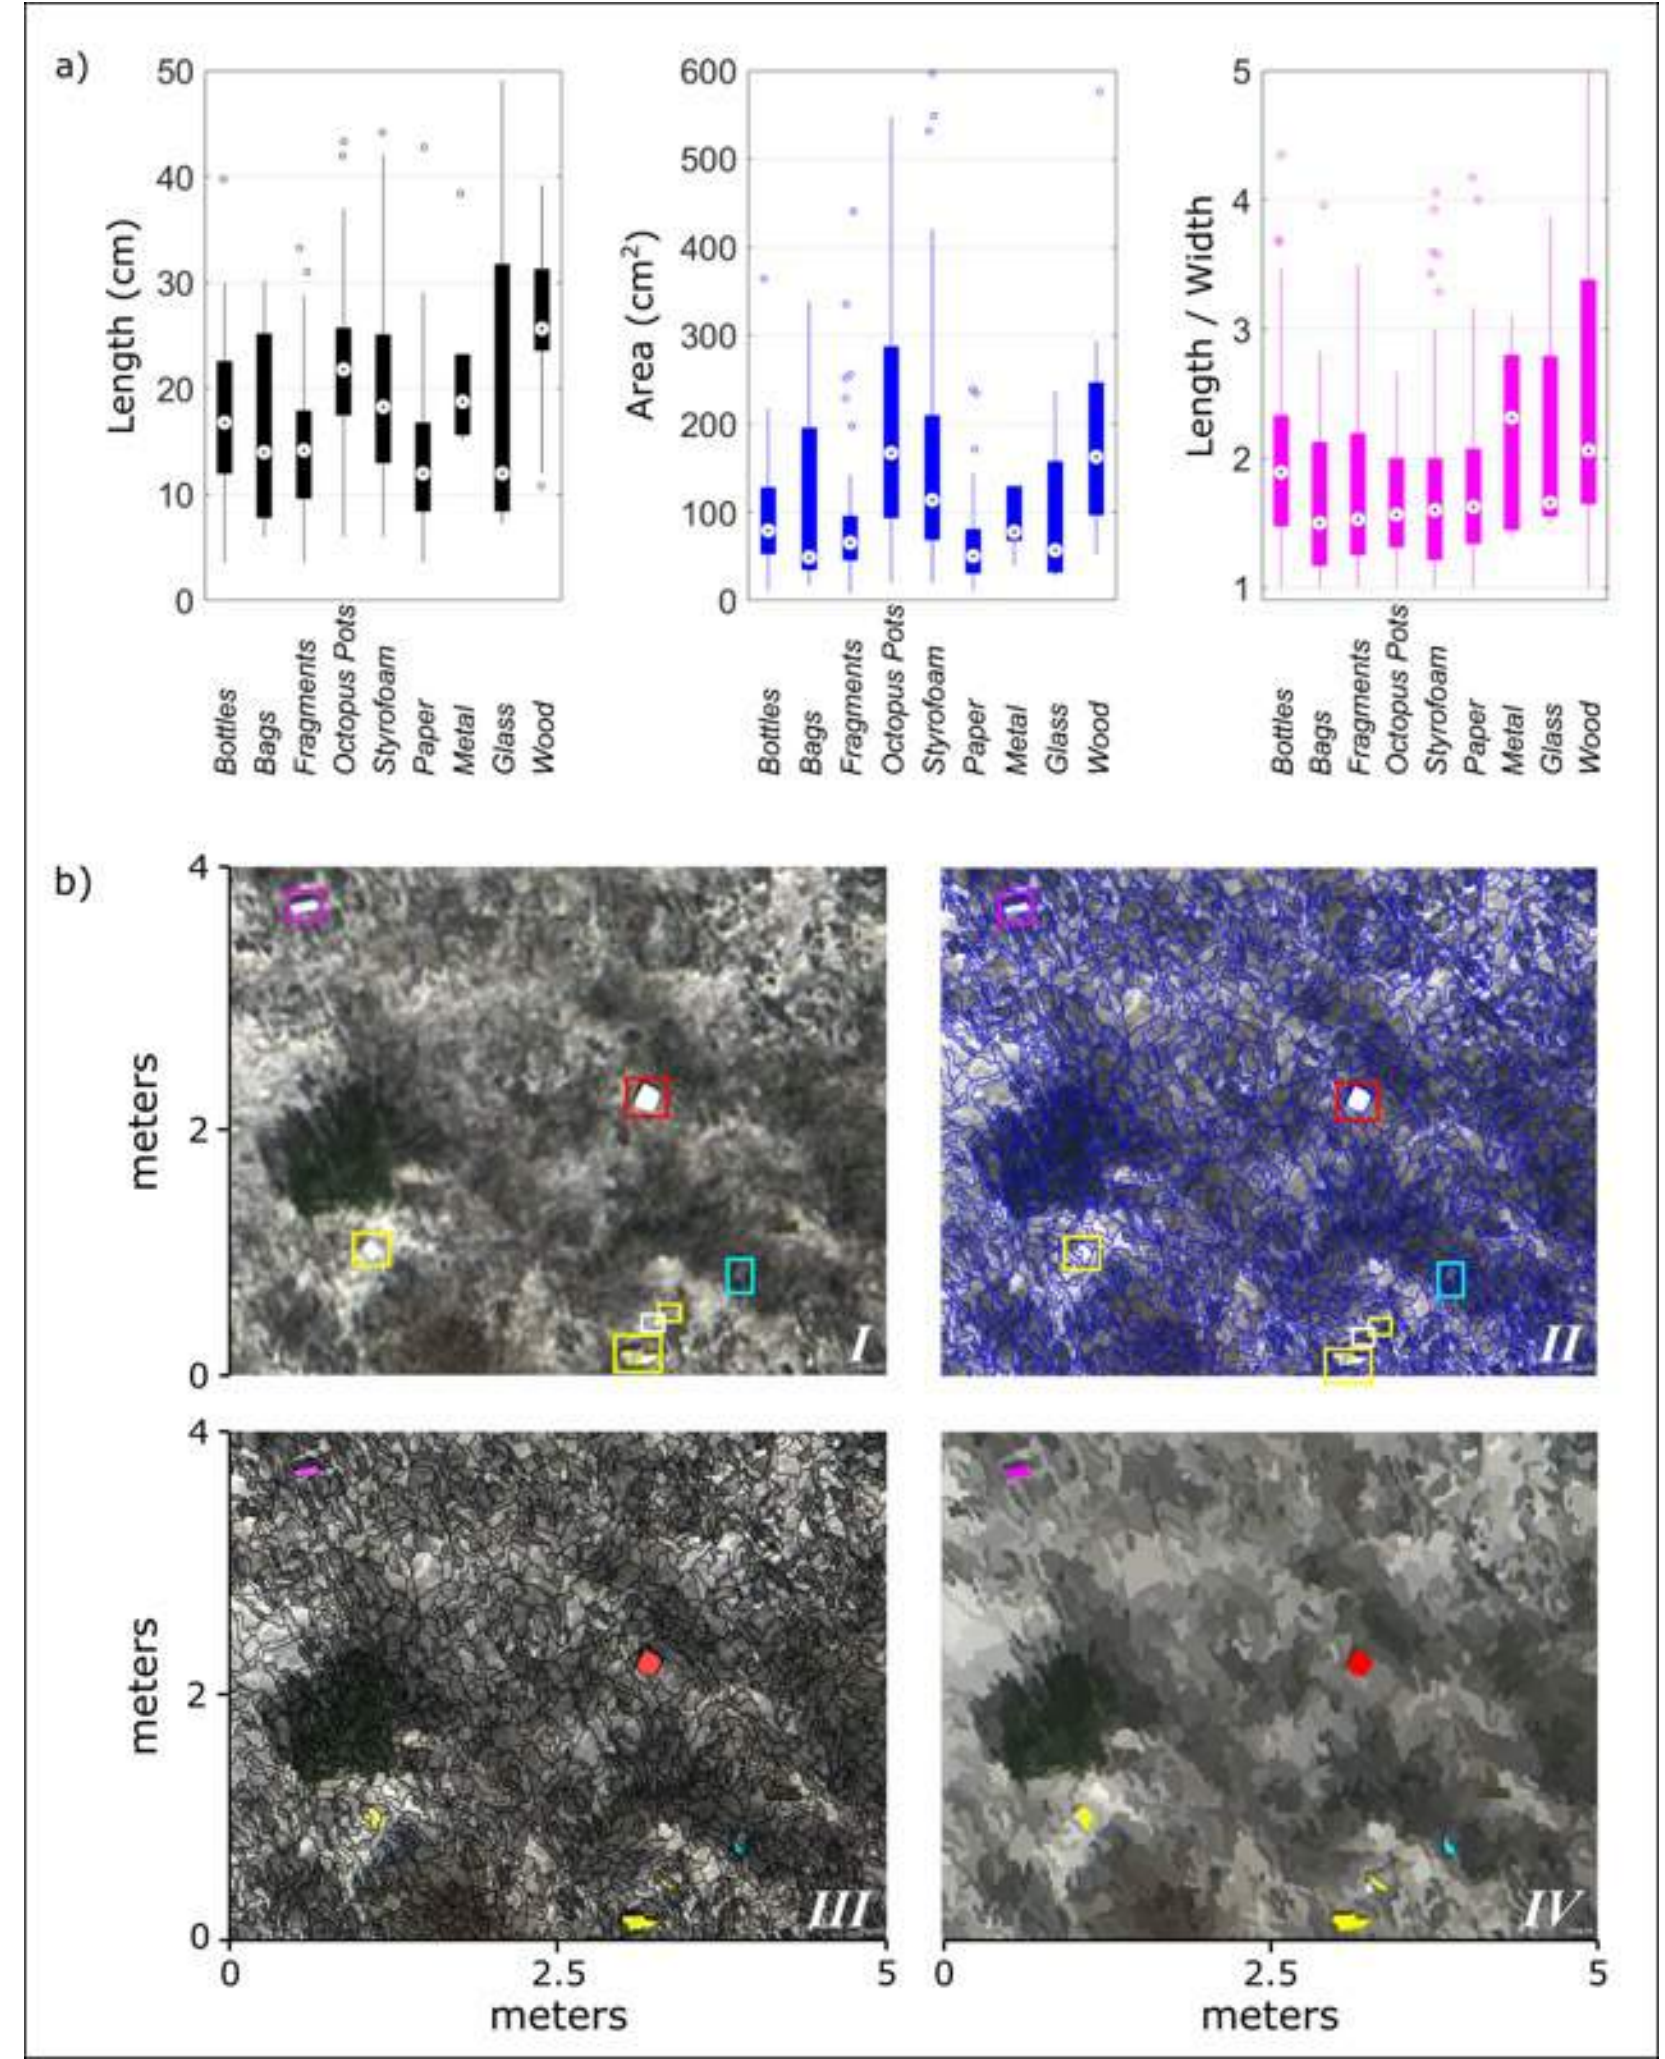 a)
50
40
30
20
10
0
Length (cm)
Bottles
Bags
Fragments
Octopus Pots
Styrofoam
Paper
Metal
Glass
Wood
600
500
400
300
200
100
0
Area (cm²)
Bottles
Bags
Fragments
Octopus Pots
Styrofoam
Paper
Metal
Glass
Wood
5
4
3
2
1
Length / Width
Bottles
Bags
Fragments
Octopus Pots
Styrofoam
Paper
Metal
Glass
Wood
b)
4
2
0
meters
I
II
4
2
0
meters
III
IV
0 2.5 5
meters
0 2.5 5
meters